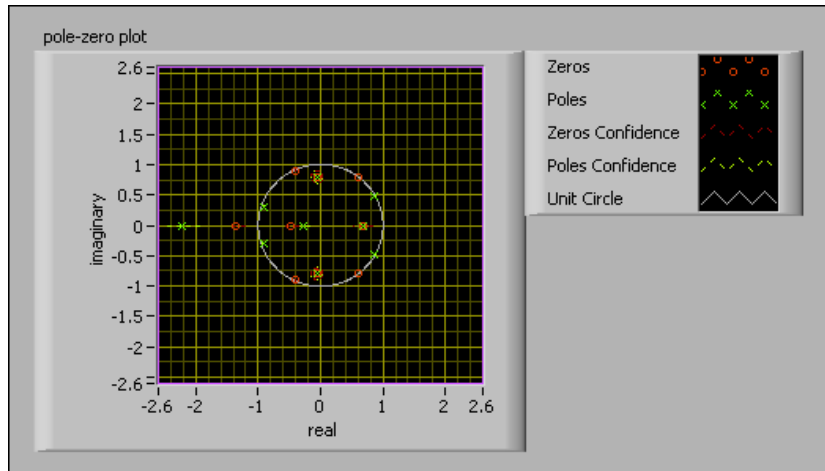 pole-zero plot
2.6
2
1.5
1
0.5
0
-0.5
-1
-1.5
-2
-2.6
imaginary
-2.6 -2 -1 0 1 2 2.6
real
Zeros
Poles
Zeros Confidence
Poles Confidence
Unit Circle